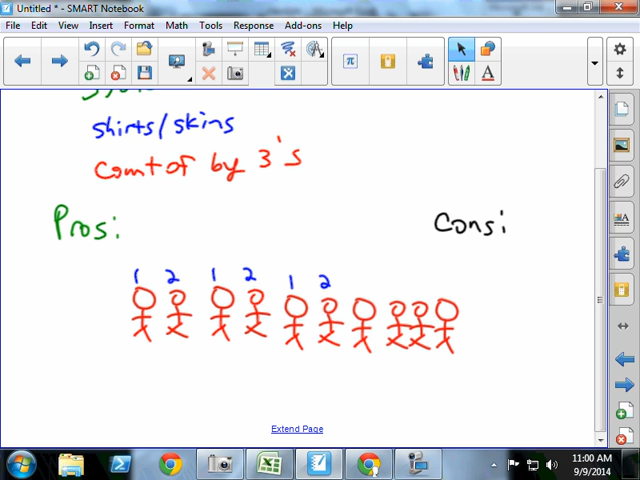 Untitled * - SMART Notebook
File Edit View Insert Format Tools Response Math Add-ons Help
shirts/skins
count of by 3's
Pros:
Cons:
1 2 1 2 1 2
Extend Page
11:00 AM
9/9/2014